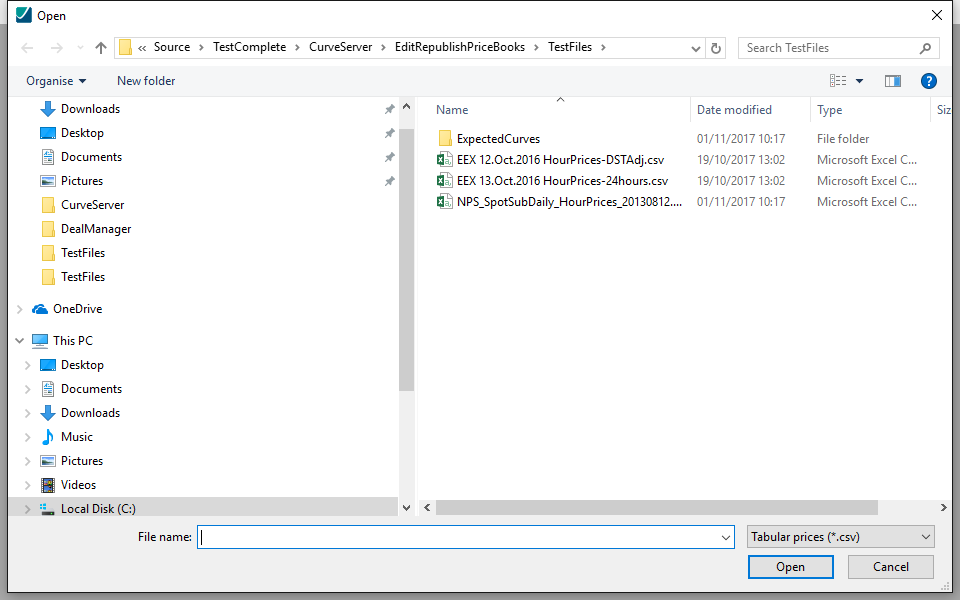 Open
« Source > TestComplete > CurveServer > EditRepublishPriceBooks > TestFiles >
Search TestFiles
Organise
New folder
?
Downloads
Desktop
Documents
Pictures
CurveServer
DealManager
TestFiles
TestFiles
OneDrive
This PC
Desktop
Documents
Downloads
Music
Pictures
Videos
Local Disk (C:)
Name Date modified Type Siz
ExpectedCurves 01/11/2017 10:17 File folder
EEX 12.Oct.2016 HourPrices-DSTAdj.csv 19/10/2017 13:02 Microsoft Excel C...
EEX 13.Oct.2016 HourPrices-24hours.csv 19/10/2017 13:02 Microsoft Excel C...
NPS_SpotSubDaily_HourPrices_20130812.... 01/11/2017 10:17 Microsoft Excel C...
File name:
Tabular prices (*.csv)
Open
Cancel